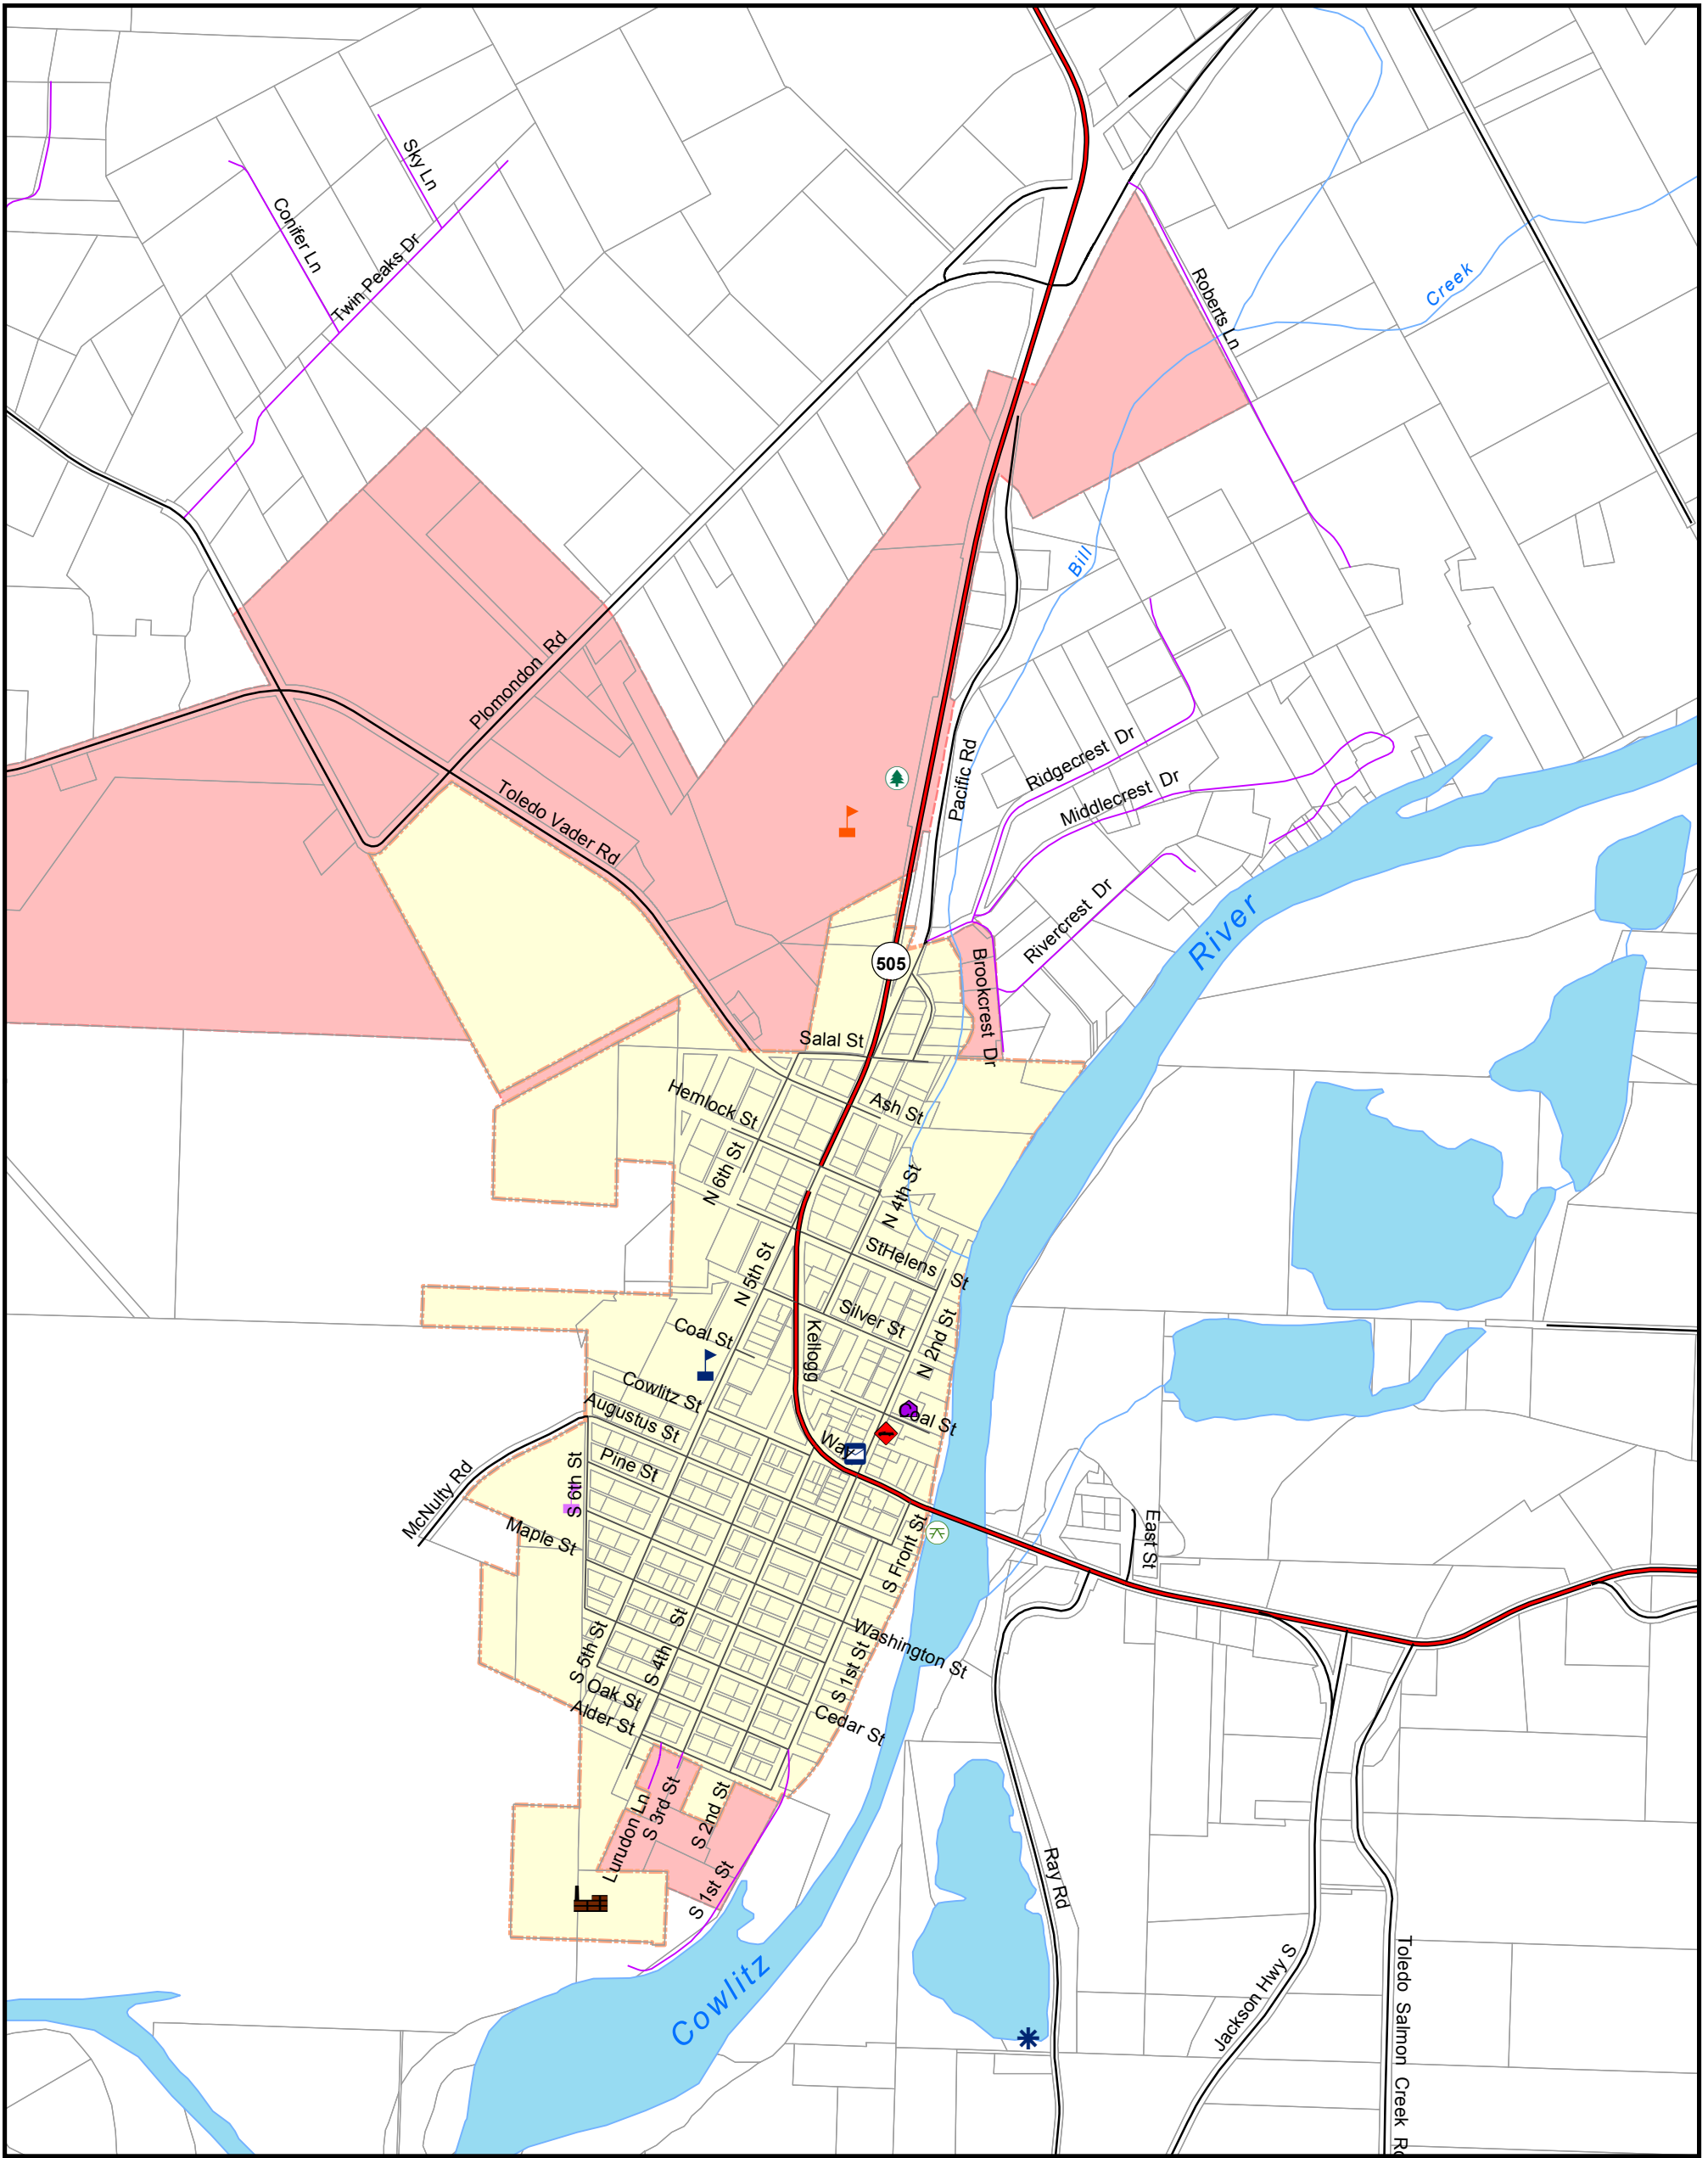 Sky Ln
Conifer Ln
Twin Peaks Dr
Creek
Roberts Ln
Bill
Plomondon Rd
Pacific Rd
Ridgecrest Dr
Middlecrest Dr
Toledo Vader Rd
Rivercrest Dr
River
505
Brookcrest Dr
Salal St
Hemlock St
Ash St
N 6th St
N 4th St
StHelens St
N 5th St
Silver St
Coal St
Kellogg
N 2nd St
Cowlitz St
Augustus St
Coal St
Way
Pine St
S 6th St
McNulty Rd
Maple St
S Front St
East St
Washington St
S 5th St
S 4th St
S 1st St
Oak St
Alder St
Cedar St
Lurudon Ln
S 3rd St
S 2nd St
S 1st St
Ray Rd
Cowlitz
Jackson Hwy S
Toledo Salmon Creek Rd